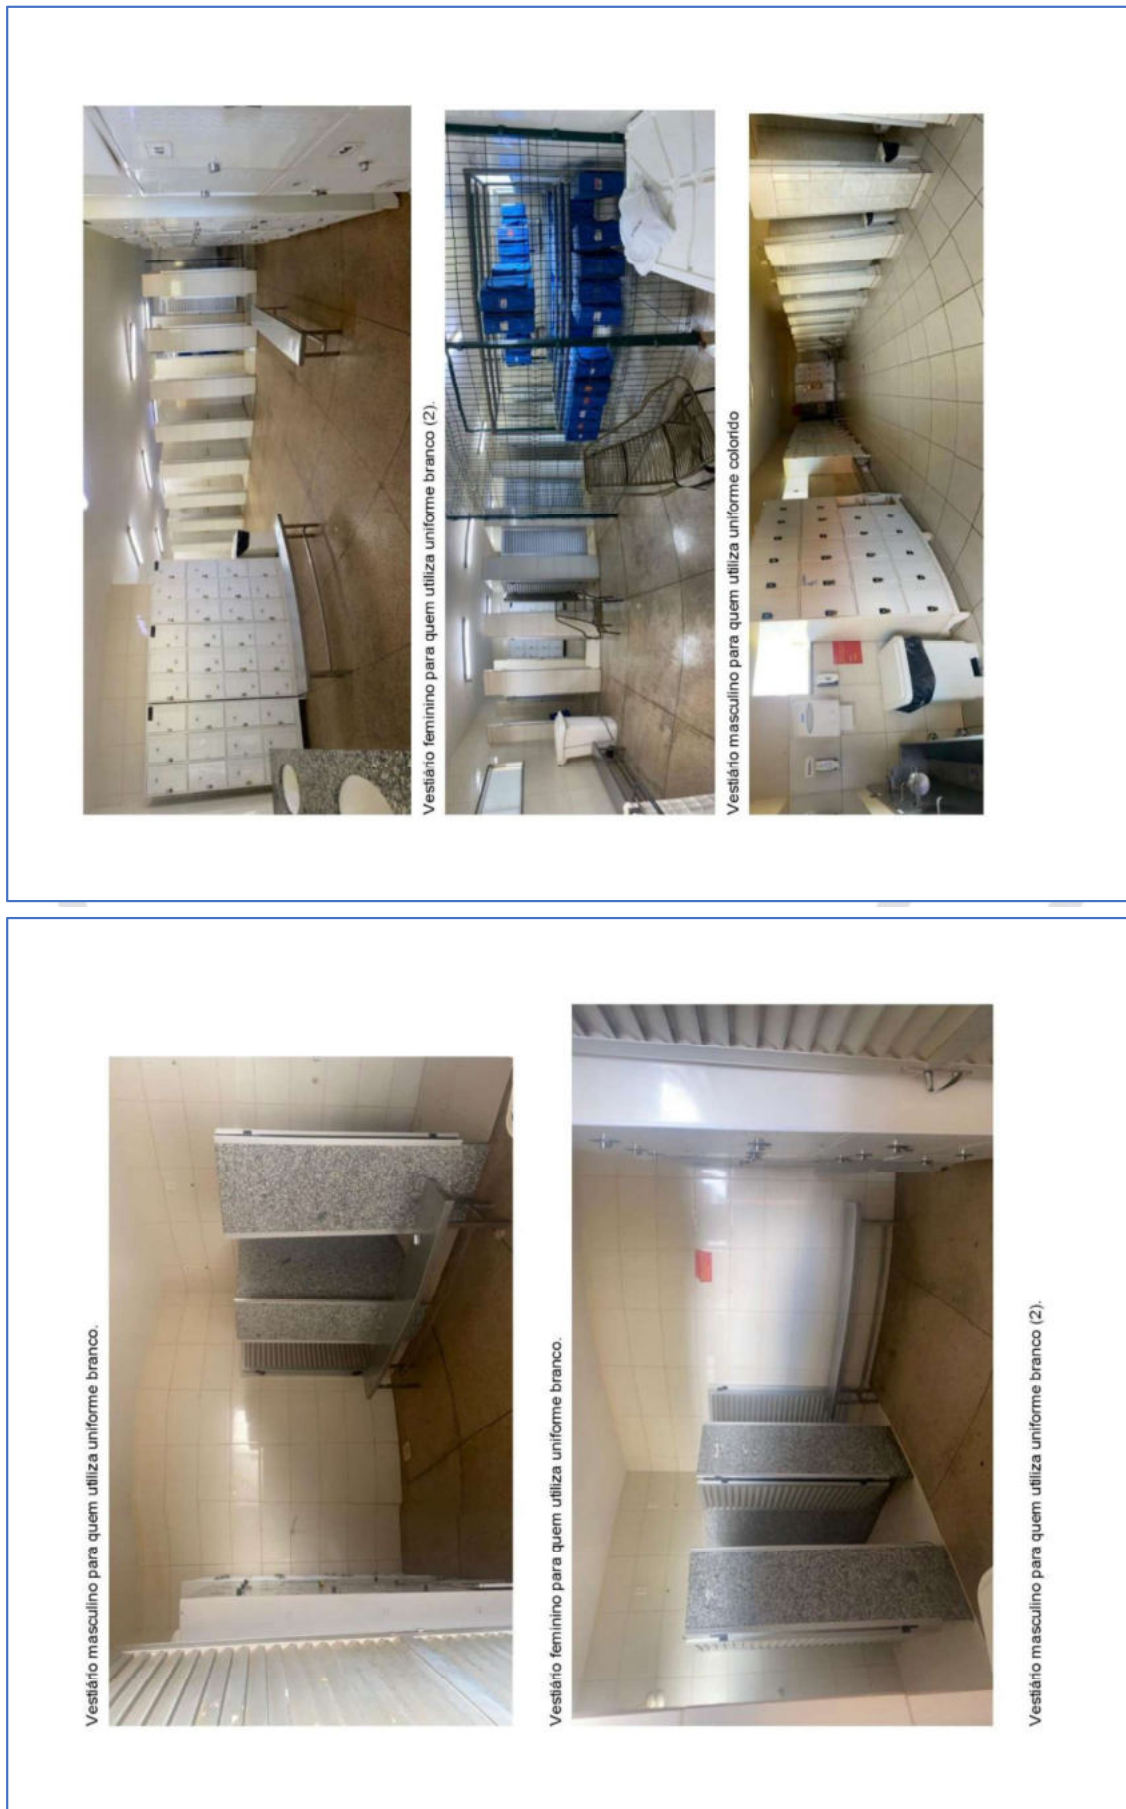 Vestiário feminino para quem utiliza uniforme branco (2).
Vestiário masculino para quem utiliza uniforme colorido
Vestiário masculino para quem utiliza uniforme branco.
Vestiário feminino para quem utiliza uniforme branco.
Vestiário masculino para quem utiliza uniforme branco (2).